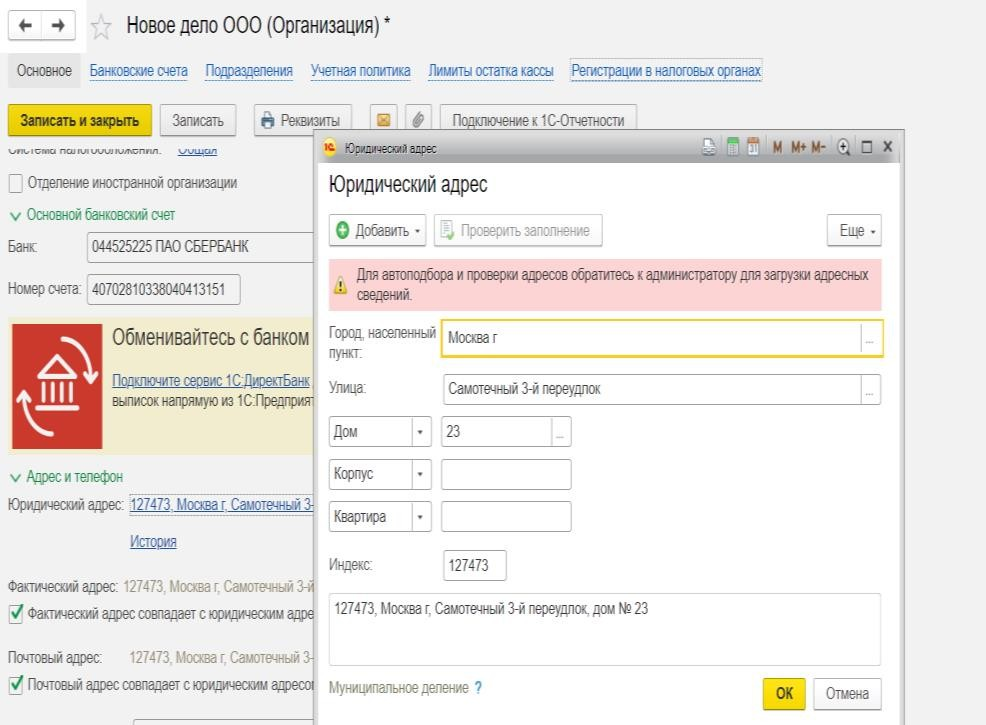 Новое дело ООО (Организация) *
Основное Банковские счета Подразделения Учетная политика Лимиты остатка кассы Регистрации в налоговых органах
Записать и закрыть Записать Реквизиты Подключение к 1С-Отчетности
Система налогообложения: Общая
Отделение иностранной организации
Основной банковский счет
Банк: 044525225 ПАО СБЕРБАНК
Номер счета: 40702810338040413151
Обменивайтесь с банком
Подключите сервис 1С:ДиректБанк
выписок напрямую из 1С:Предприят
Адрес и телефон
Юридический адрес: 127473, Москва г, Самотечный 3-
История
Фактический адрес: 127473, Москва г, Самотечный 3-й
Фактический адрес совпадает с юридическим адре
Почтовый адрес: 127473, Москва г, Самотечный 3-
Почтовый адрес совпадает с юридическим адресо
1С Юридический адрес 31 M M+ M-
Юридический адрес
Добавить Проверить заполнение Еще
Для автоподбора и проверки адресов обратитесь к администратору для загрузки адресных
сведений.
Город, населенный
пункт: Москва г ...
Улица: Самотечный 3-й переудлок ...
Дом 23 ...
Корпус
Квартира
Индекс: 127473
127473, Москва г, Самотечный 3-й переудлок, дом № 23
Муниципальное деление ? ОК Отмена